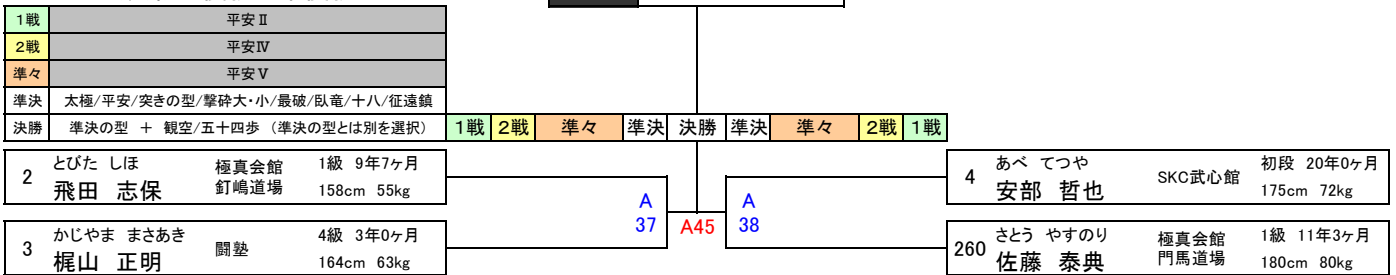 1戦 平安Ⅱ
2戦 平安Ⅳ
準々 平安Ⅴ
準決 太極/平安/突きの型/撃砕大・小/最破/臥竜/十八/征遠鎮
決勝 準決の型 + 観空/五十四歩 (準決の型とは別を選択)
1戦 2戦 準々 準決 決勝 準決 準々 2戦 1戦
2 とびた しほ 飛田 志保 極真会館 釘嶋道場 1級 9年7ヶ月 158cm 55kg
3 かじやま まさあき 梶山 正明 闘塾 4級 3年0ヶ月 164cm 63kg
A 37
A45
A 38
4 あべ てつや 安部 哲也 SKC武心館 初段 20年0ヶ月 175cm 72kg
260 さとう やすのり 佐藤 泰典 極真会館 門馬道場 1級 11年3ヶ月 180cm 80kg